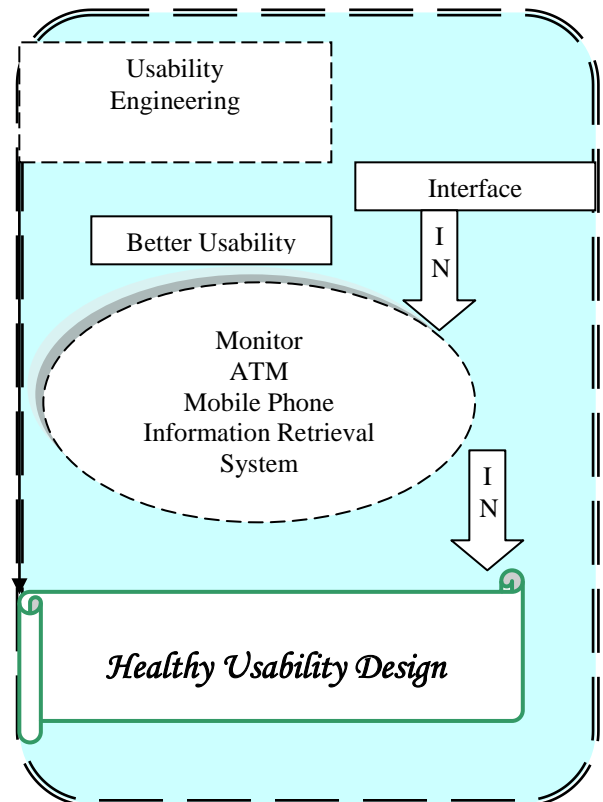 Usability
Engineering
Interface
I
N
Better Usability
Monitor
ATM
Mobile Phone
Information Retrieval
System
I
N
Healthy Usability Design